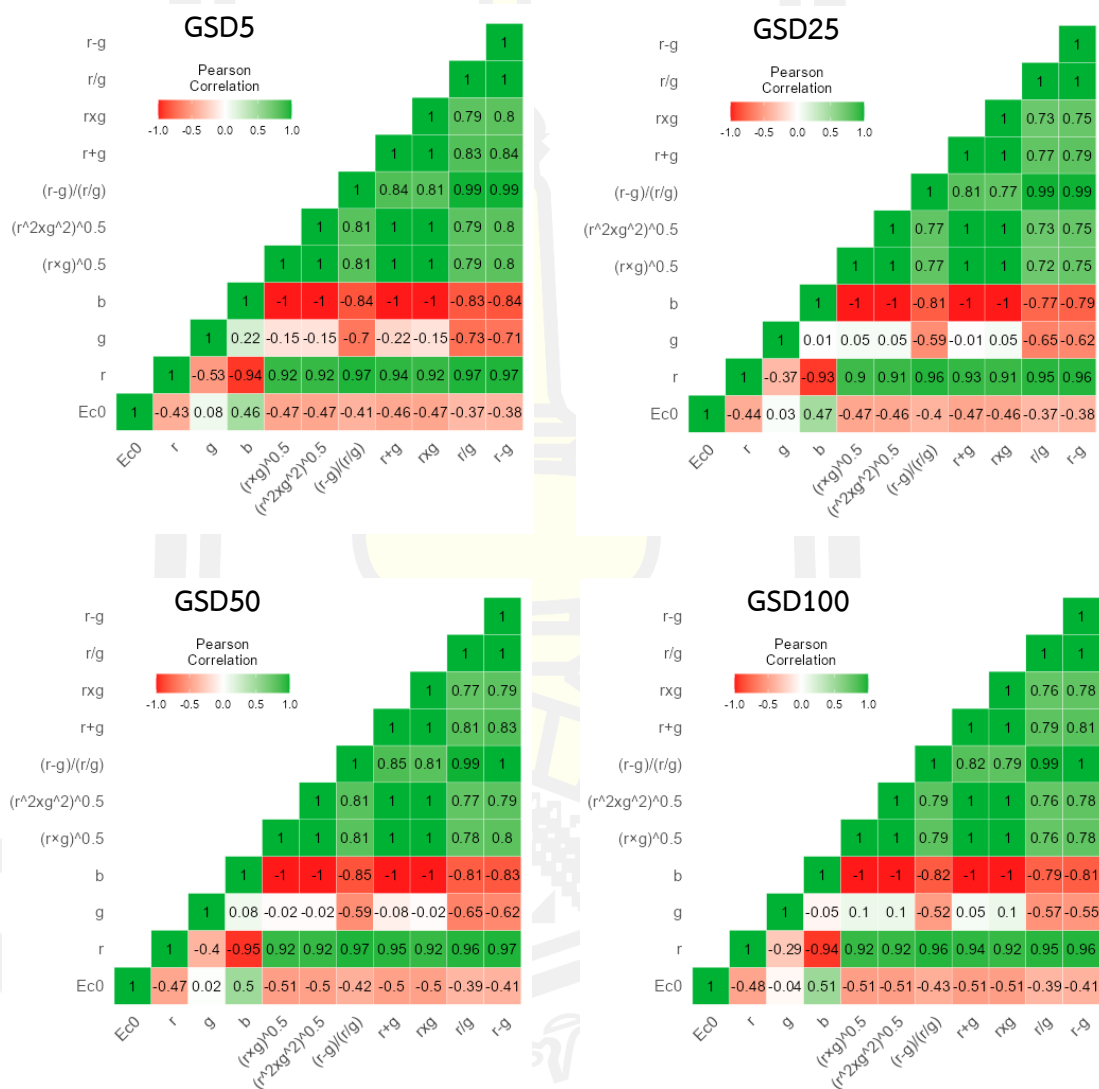 GSD5
Pearson
Correlation
-1.0 -0.5 0.0 0.5 1.0
r-g 1
r/g 1 1
rxg 1 0.79 0.8
r+g 1 1 0.83 0.84
(r-g)/(r/g) 1 0.84 0.81 0.99 0.99
(r^2xg^2)^0.5 1 0.81 1 1 0.79 0.8
(r×g)^0.5 1 1 0.81 1 1 0.79 0.8
b 1 -1 -1 -0.84 -1 -1 -0.83 -0.84
g 1 0.22 -0.15 -0.15 -0.7 -0.22 -0.15 -0.73 -0.71
r 1 -0.53 -0.94 0.92 0.92 0.97 0.94 0.92 0.97 0.97
Ec0 1 -0.43 0.08 0.46 -0.47 -0.47 -0.41 -0.46 -0.47 -0.37 -0.38
Ec0 r g b (r×g)^0.5 (r^2xg^2)^0.5 (r-g)/(r/g) r+g rxg r/g r-g
GSD25
Pearson
Correlation
-1.0 -0.5 0.0 0.5 1.0
r-g 1
r/g 1 1
rxg 1 0.73 0.75
r+g 1 1 0.77 0.79
(r-g)/(r/g) 1 0.81 0.77 0.99 0.99
(r^2xg^2)^0.5 1 0.77 1 1 0.73 0.75
(r×g)^0.5 1 1 0.77 1 1 0.72 0.75
b 1 -1 -1 -0.81 -1 -1 -0.77 -0.79
g 1 0.01 0.05 0.05 -0.59 -0.01 0.05 -0.65 -0.62
r 1 -0.37 -0.93 0.9 0.91 0.96 0.93 0.91 0.95 0.96
Ec0 1 -0.44 0.03 0.47 -0.47 -0.46 -0.4 -0.47 -0.46 -0.37 -0.38
Ec0 r g b (r×g)^0.5 (r^2xg^2)^0.5 (r-g)/(r/g) r+g rxg r/g r-g
GSD50
Pearson
Correlation
-1.0 -0.5 0.0 0.5 1.0
r-g 1
r/g 1 1
rxg 1 0.77 0.79
r+g 1 1 0.81 0.83
(r-g)/(r/g) 1 0.85 0.81 0.99 1
(r^2xg^2)^0.5 1 0.81 1 1 0.77 0.79
(r×g)^0.5 1 1 0.81 1 1 0.78 0.8
b 1 -1 -1 -0.85 -1 -1 -0.81 -0.83
g 1 0.08 -0.02 -0.02 -0.59 -0.08 -0.02 -0.65 -0.62
r 1 -0.4 -0.95 0.92 0.92 0.97 0.95 0.92 0.96 0.97
Ec0 1 -0.47 0.02 0.5 -0.51 -0.5 -0.42 -0.5 -0.5 -0.39 -0.41
Ec0 r g b (r×g)^0.5 (r^2xg^2)^0.5 (r-g)/(r/g) r+g rxg r/g r-g
GSD100
Pearson
Correlation
-1.0 -0.5 0.0 0.5 1.0
r-g 1
r/g 1 1
rxg 1 0.76 0.78
r+g 1 1 0.79 0.81
(r-g)/(r/g) 1 0.82 0.79 0.99 1
(r^2xg^2)^0.5 1 0.79 1 1 0.76 0.78
(r×g)^0.5 1 1 0.79 1 1 0.76 0.78
b 1 -1 -1 -0.82 -1 -1 -0.79 -0.81
g 1 -0.05 0.1 0.1 -0.52 0.05 0.1 -0.57 -0.55
r 1 -0.29 -0.94 0.92 0.92 0.96 0.94 0.92 0.95 0.96
Ec0 1 -0.48 -0.04 0.51 -0.51 -0.51 -0.43 -0.51 -0.51 -0.39 -0.41
Ec0 r g b (r×g)^0.5 (r^2xg^2)^0.5 (r-g)/(r/g) r+g rxg r/g r-g